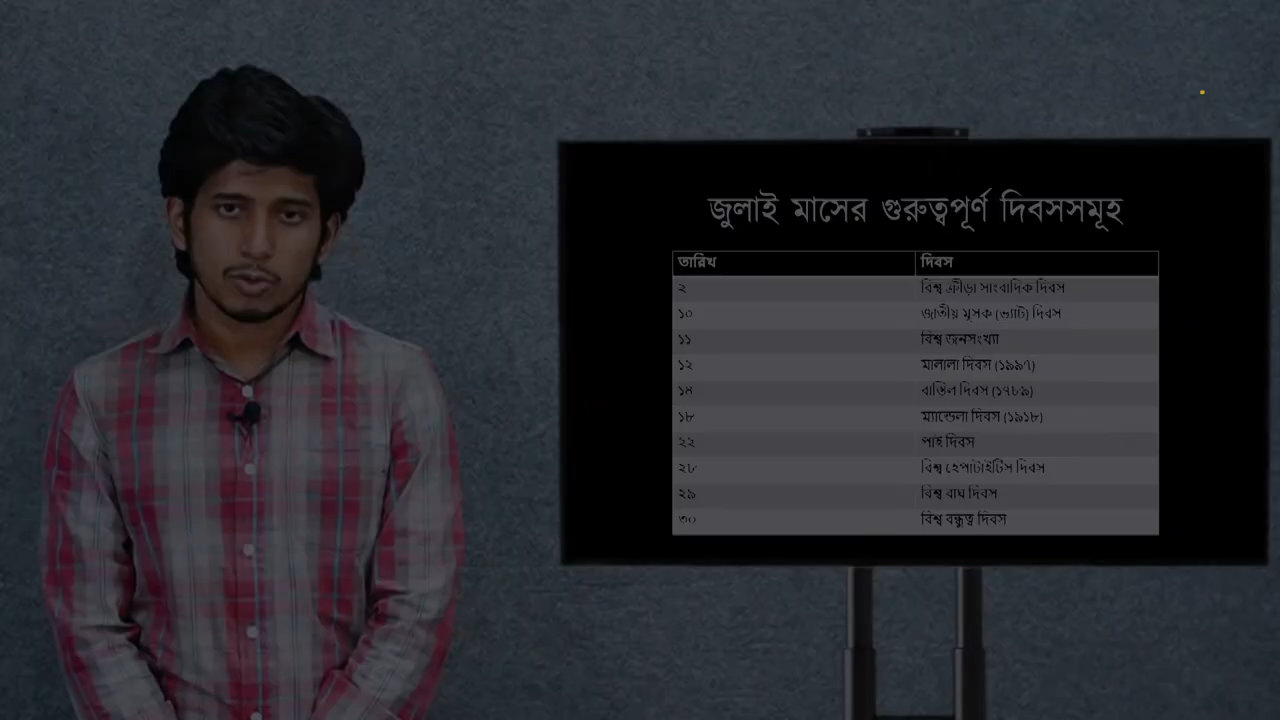 জুলাই মাসের গুরুত্বপূর্ণ দিবসসমূহ
তারিখ দিবস
২ বিশ্ব ক্রীড়া সাংবাদিক দিবস
১০ জাতীয় মূসক (ভ্যাট) দিবস
১১ বিশ্ব জনসংখ্যা
১২ মালালা দিবস (১৯৯৭)
১৪ বাস্তিল দিবস (১৭৮৯)
১৮ ম্যান্ডেলা দিবস (১৯১৮)
২২ পাই দিবস
২৮ বিশ্ব হেপাটাইটিস দিবস
২৯ বিশ্ব বাঘ দিবস
৩০ বিশ্ব বন্ধুত্ব দিবস